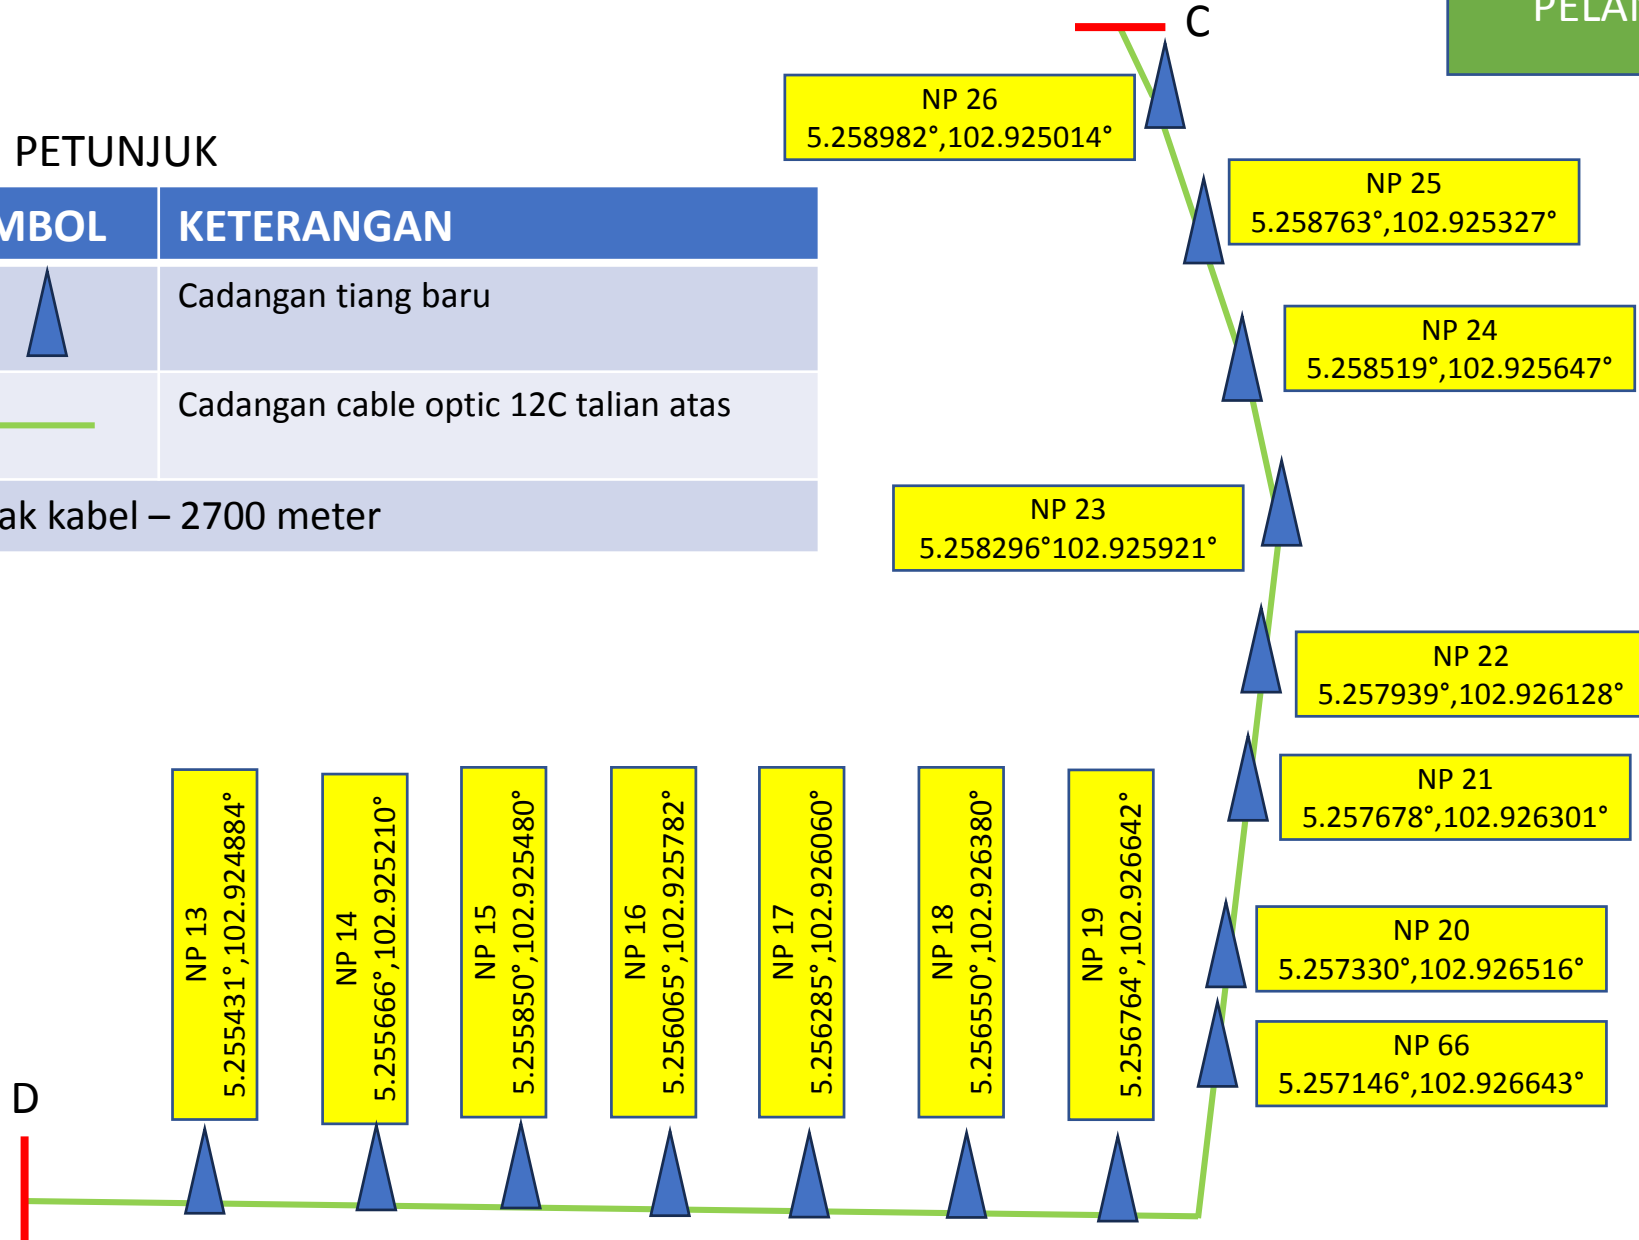 C
NP 26
5.258982°,102.925014°
PETUNJUK
KETERANGAN
NP 25
5.258763°,102.925327°
Cadangan tiang baru
NP 24
5.258519°,102.925647°
Cadangan cable optic 12C talian atas
kabel – 2700 meter
NP 23
5.258296°102.925921°
NP 22
5.257939°,102.926128°
NP 21
5.257678°,102.926301°
NP 13
5.255431°,102.924884°
NP 14
5.255666°,102.925210°
NP 15
5.255850°,102.925480°
NP 16
5.256065°,102.925782°
NP 17
5.256285°,102.926060°
NP 18
5.256550°,102.926380°
NP 19
5.256764°,102.926642°
NP 20
5.257330°,102.926516°
NP 66
5.257146°,102.926643°
D